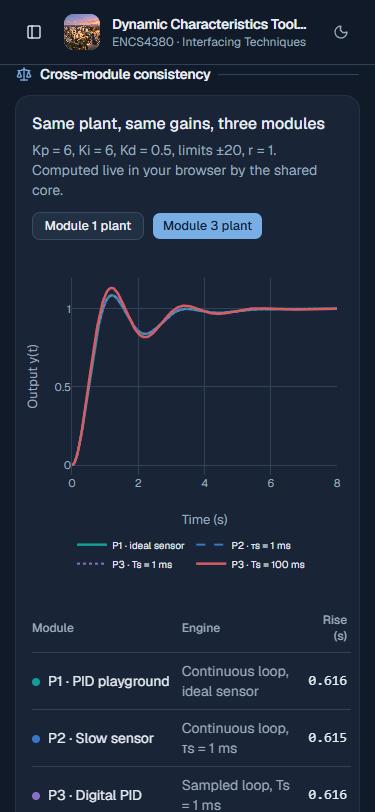 Dynamic Characteristics Tool...
ENCS4380 · Interfacing Techniques
Cross-module consistency
Same plant, same gains, three modules
Kp = 6, Ki = 6, Kd = 0.5, limits ±20, r = 1.
Computed live in your browser by the shared
core.
Module 1 plant
Module 3 plant
Output y(t)
1
0.5
0
0 2 4 6 8
Time (s)
P1 · ideal sensor
P2 · τs = 1 ms
P3 · Ts = 1 ms
P3 · Ts = 100 ms
Module
Engine
Rise
(s)
P1 · PID playground
Continuous loop,
ideal sensor
0.616
P2 · Slow sensor
Continuous loop,
τs = 1 ms
0.615
P3 · Digital PID
Sampled loop, Ts
= 1 ms
0.616